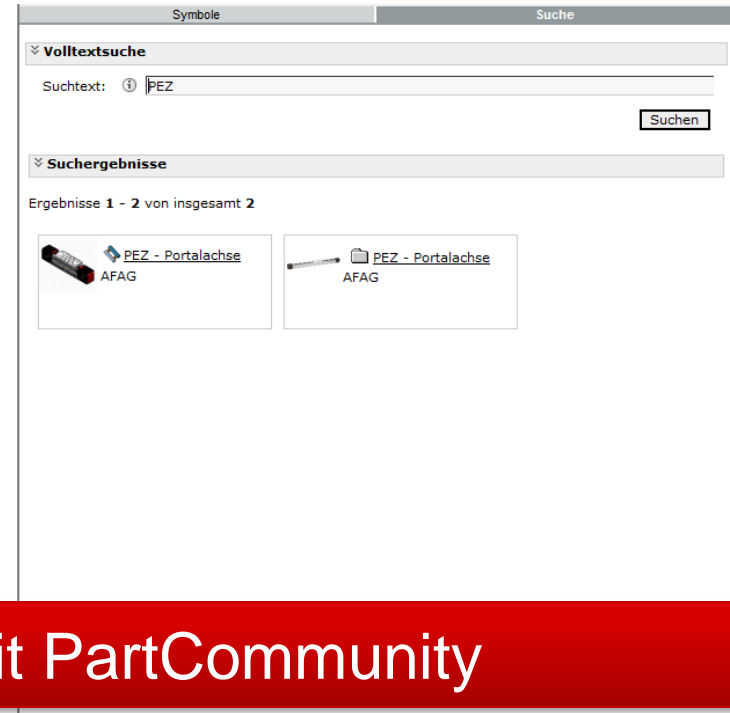 Symbole Suche
Volltextsuche
Suchtext: PEZ
Suchen
Suchergebnisse
Ergebnisse 1 - 2 von insgesamt 2
PEZ - Portalachse
AFAG
PEZ - Portalachse
AFAG
it PartCommunity